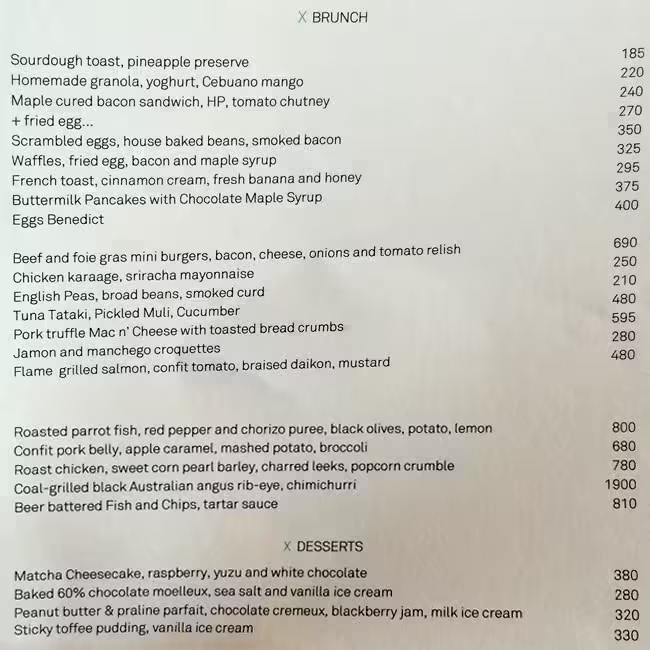 X BRUNCH
Sourdough toast, pineapple preserve 185
Homemade granola, yoghurt, Cebuano mango 220
Maple cured bacon sandwich, HP, tomato chutney 240
+ fried egg... 270
Scrambled eggs, house baked beans, smoked bacon 350
Waffles, fried egg, bacon and maple syrup 325
French toast, cinnamon cream, fresh banana and honey 295
Buttermilk Pancakes with Chocolate Maple Syrup 375
Eggs Benedict 400
Beef and foie gras mini burgers, bacon, cheese, onions and tomato relish 690
Chicken karaage, sriracha mayonnaise 250
English Peas, broad beans, smoked curd 210
Tuna Tataki, Pickled Muli, Cucumber 480
Pork truffle Mac n' Cheese with toasted bread crumbs 595
Jamon and manchego croquettes 280
Flame grilled salmon, confit tomato, braised daikon, mustard 480
Roasted parrot fish, red pepper and chorizo puree, black olives, potato, lemon 800
Confit pork belly, apple caramel, mashed potato, broccoli 680
Roast chicken, sweet corn pearl barley, charred leeks, popcorn crumble 780
Coal-grilled black Australian angus rib-eye, chimichurri 1900
Beer battered Fish and Chips, tartar sauce 810
X DESSERTS
Matcha Cheesecake, raspberry, yuzu and white chocolate 380
Baked 60% chocolate moelleux, sea salt and vanilla ice cream 280
Peanut butter & praline parfait, chocolate cremeux, blackberry jam, milk ice cream 320
Sticky toffee pudding, vanilla ice cream 330